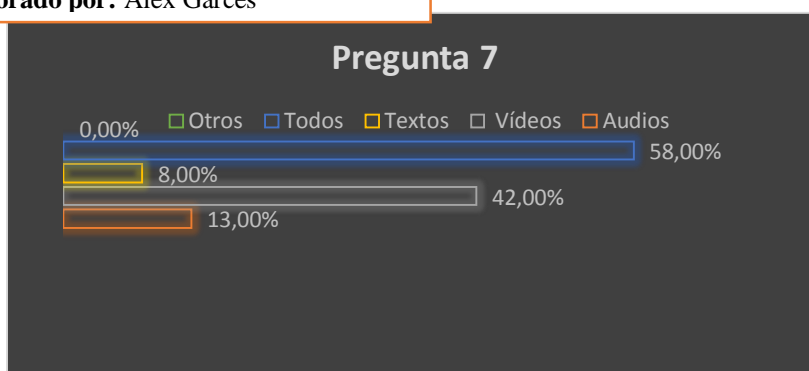 por: Alex Garcés
Pregunta 7
Otros Todos Textos Vídeos Audios
0,00%
58,00%
8,00%
42,00%
13,00%